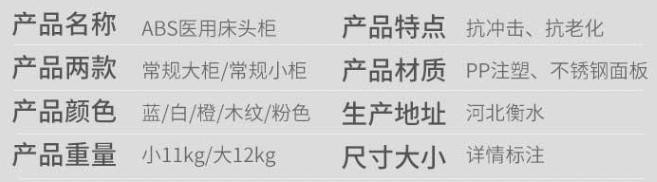 产品名称 ABS医用床头柜 产品特点 抗冲击、抗老化
产品两款 常规大柜/常规小柜 产品材质 PP注塑、不锈钢面板
产品颜色 蓝/白/橙/木纹/粉色 生产地址 河北衡水
产品重量 小11kg/大12kg 尺寸大小 详情标注